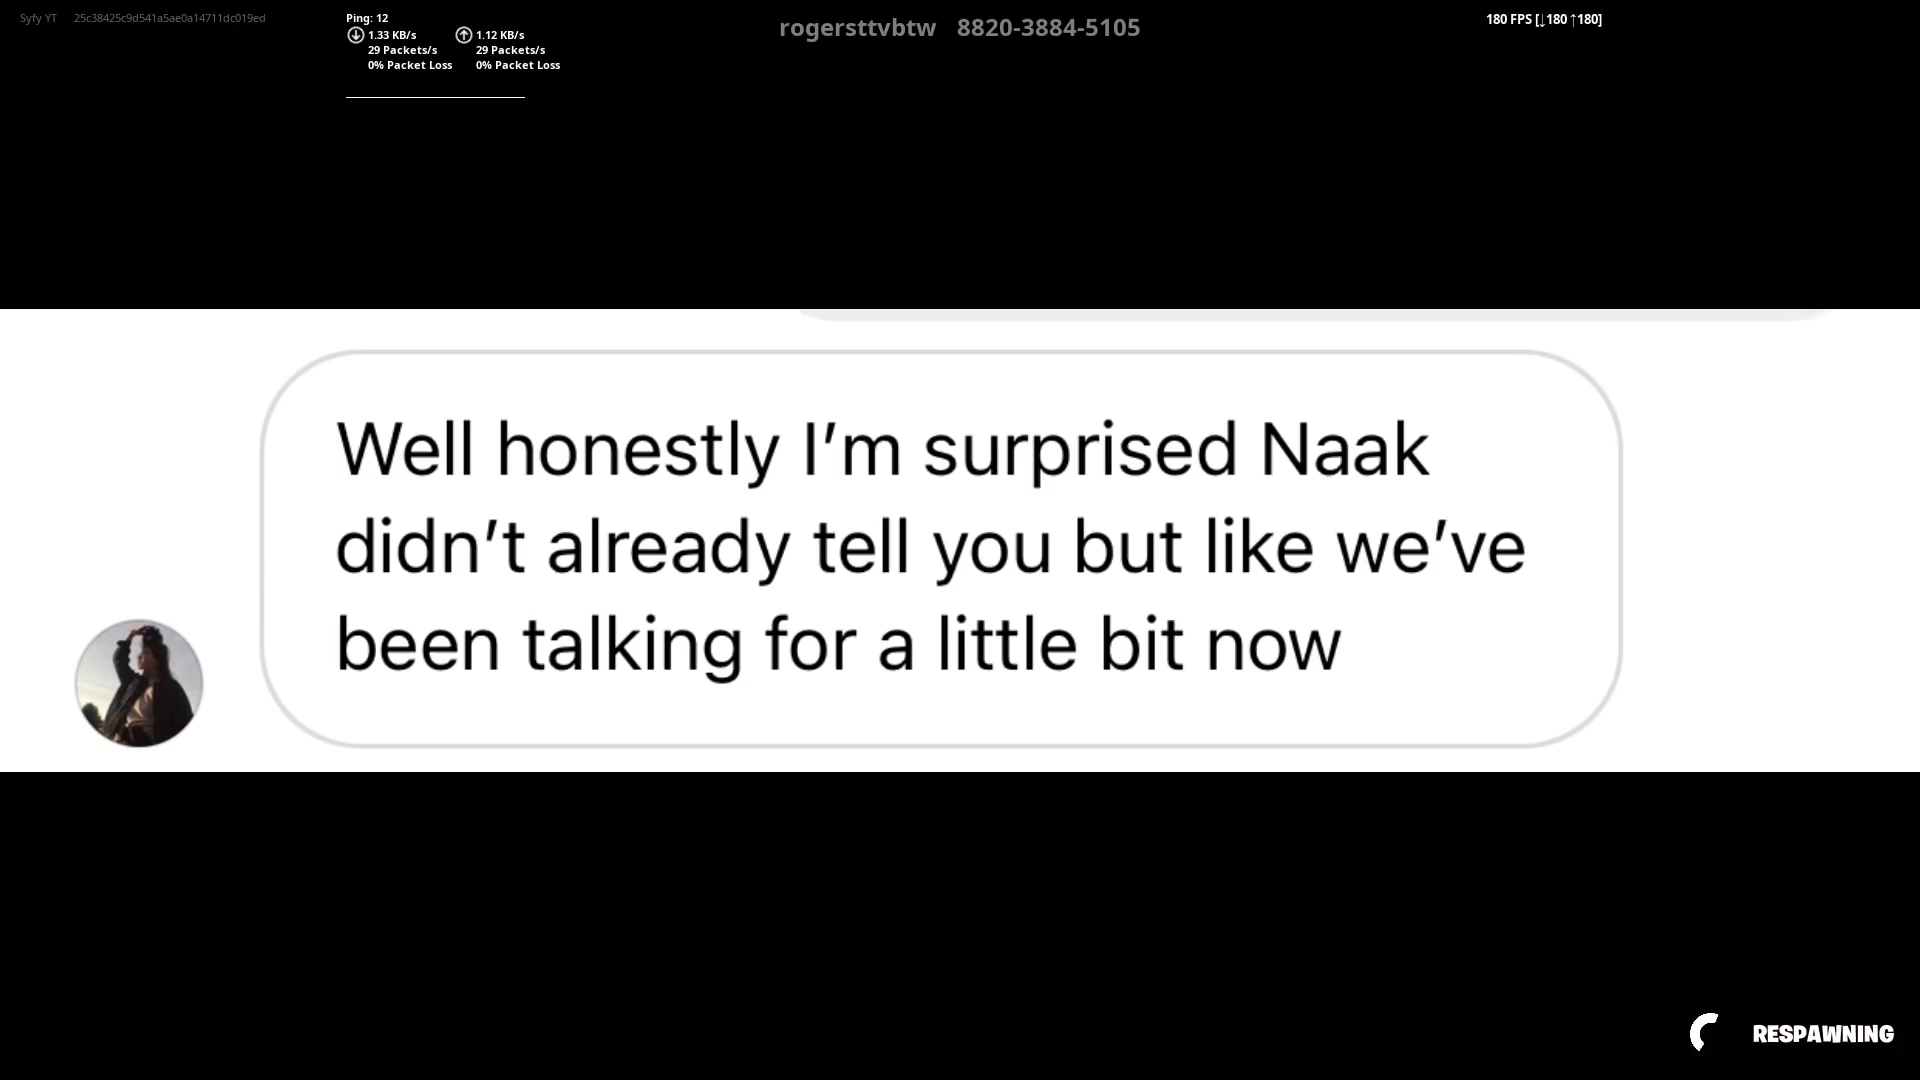 Syfy YT 25c38425c9d541a5ae0a14711dc019ed
Ping: 12
1.33 KB/s 1.12 KB/s
29 Packets/s 29 Packets/s
0% Packet Loss 0% Packet Loss
rogersttvbtw 8820-3884-5105
180 FPS [↓180 ↑180]
Well honestly I’m surprised Naak
didn’t already tell you but like we’ve
been talking for a little bit now
RESPAWNING